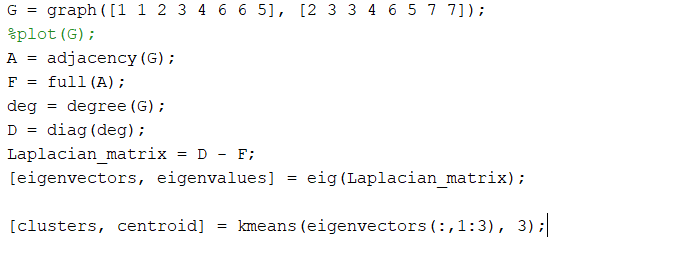 G = graph([1 1 2 3 4 6 6 5], [2 3 3 4 6 5 7 7]);
%plot(G);
A = adjacency(G);
F = full(A);
deg = degree(G);
D = diag(deg);
Laplacian_matrix = D - F;
[eigenvectors, eigenvalues] = eig(Laplacian_matrix);
[clusters, centroid] = kmeans(eigenvectors(:,1:3), 3);